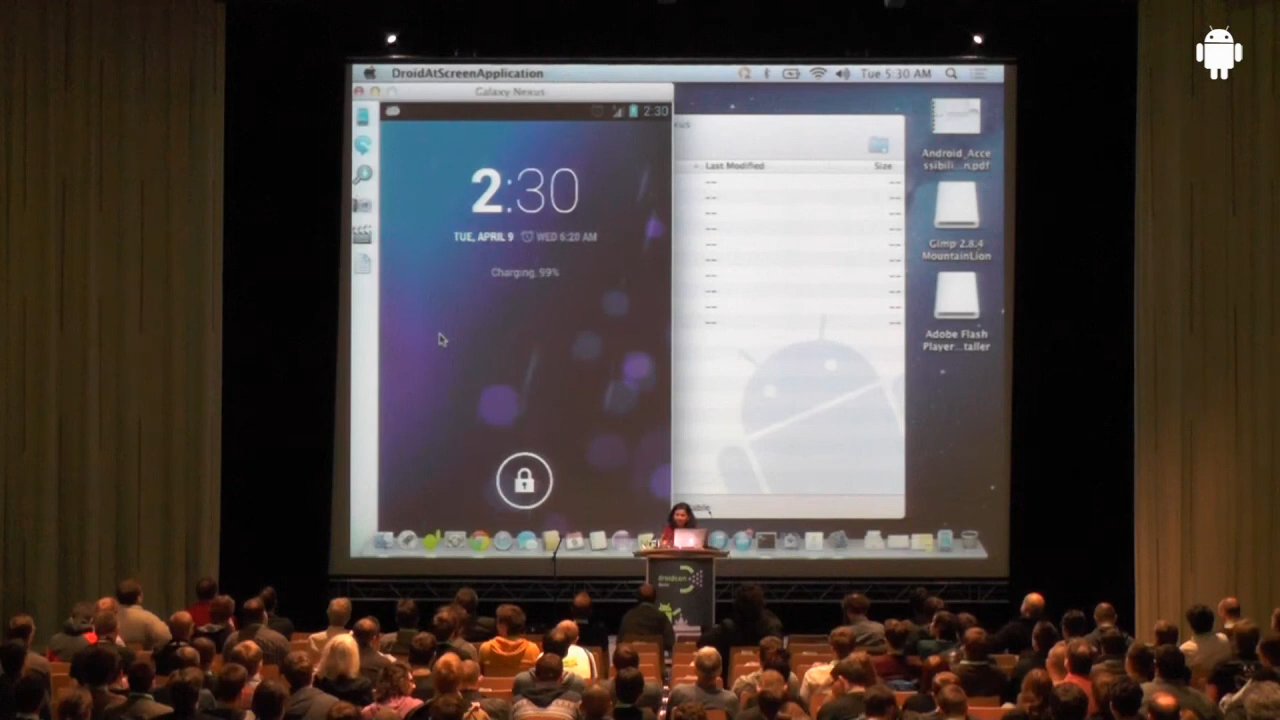 DroidAtScreenApplication
Tue 5:30 AM
Galaxy Nexus
2:30
2:30
TUE, APRIL 9
WED 6:20 AM
Charging, 99%
Last Modified
Size
Android_Acce
ssibili...n.pdf
Gimp 2.8.4
MountainLion
Adobe Flash
Player...taller
droidcon